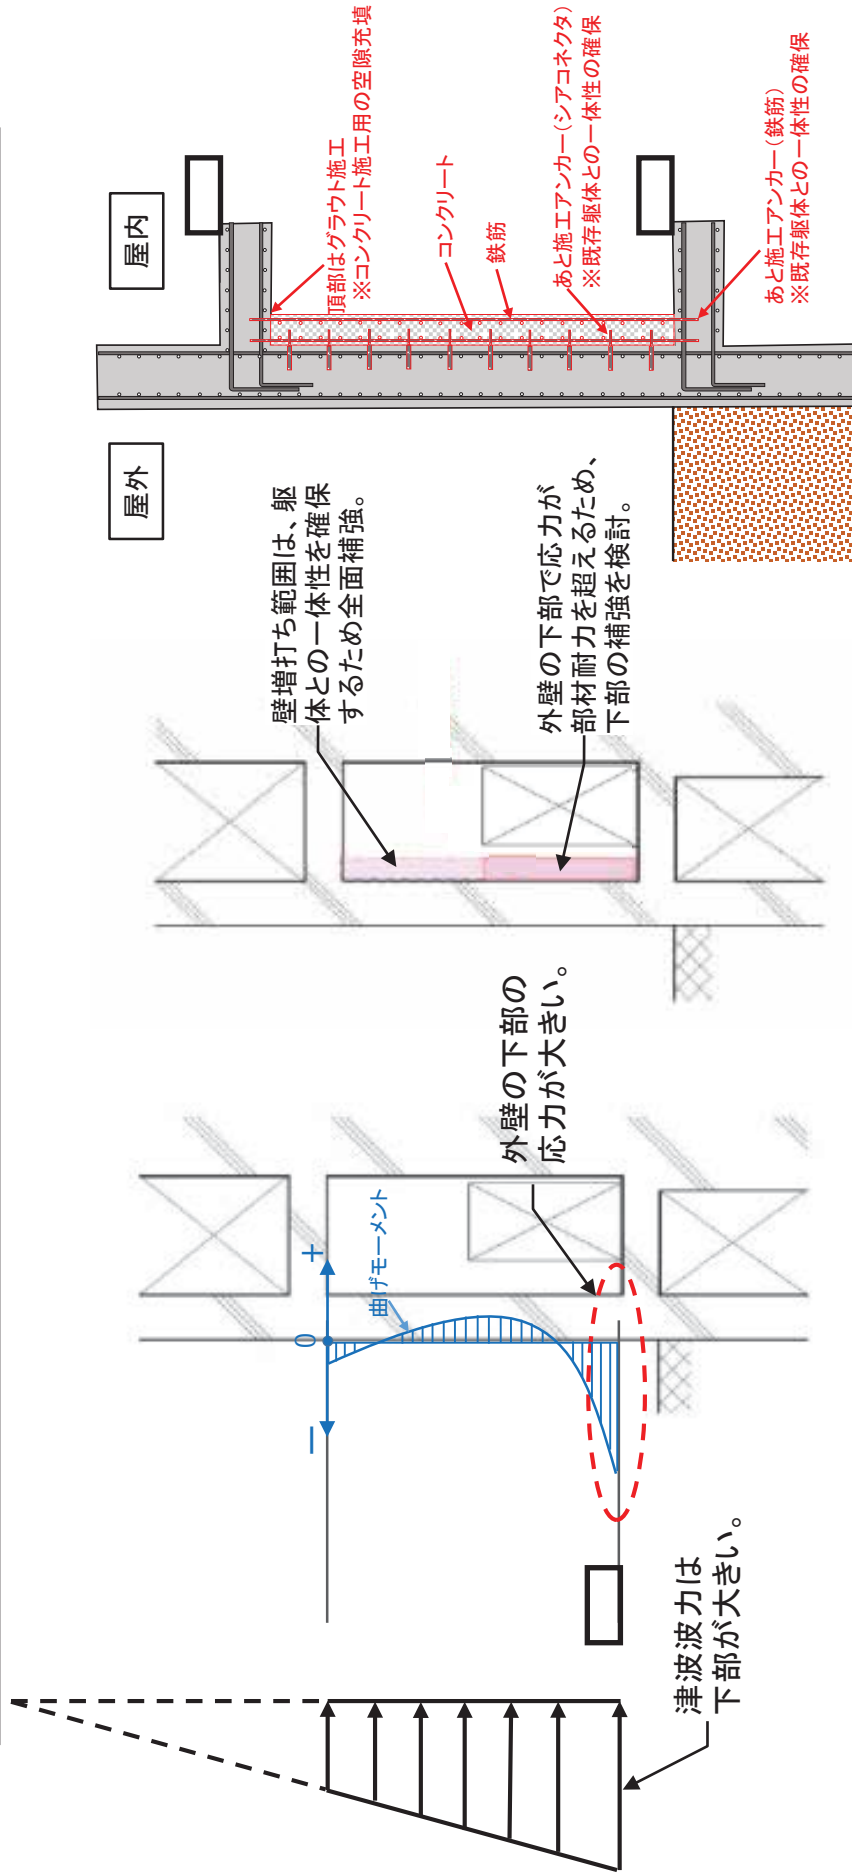 津波波力は
下部が大きい。
−
0
+
曲げモーメント
外壁の下部の
応力が大きい。
壁増打ち範囲は、躯
体との一体性を確保
するため全面補強。
外壁の下部で応力が
部材耐力を超えるため、
下部の補強を検討。
屋外
屋内
頂部はグラウト施工
※コンクリート施工用の空隙充填
コンクリート
鉄筋
あと施工アンカー(シアコネクタ)
※既存躯体との一体性の確保
あと施工アンカー(鉄筋)
※既存躯体との一体性の確保